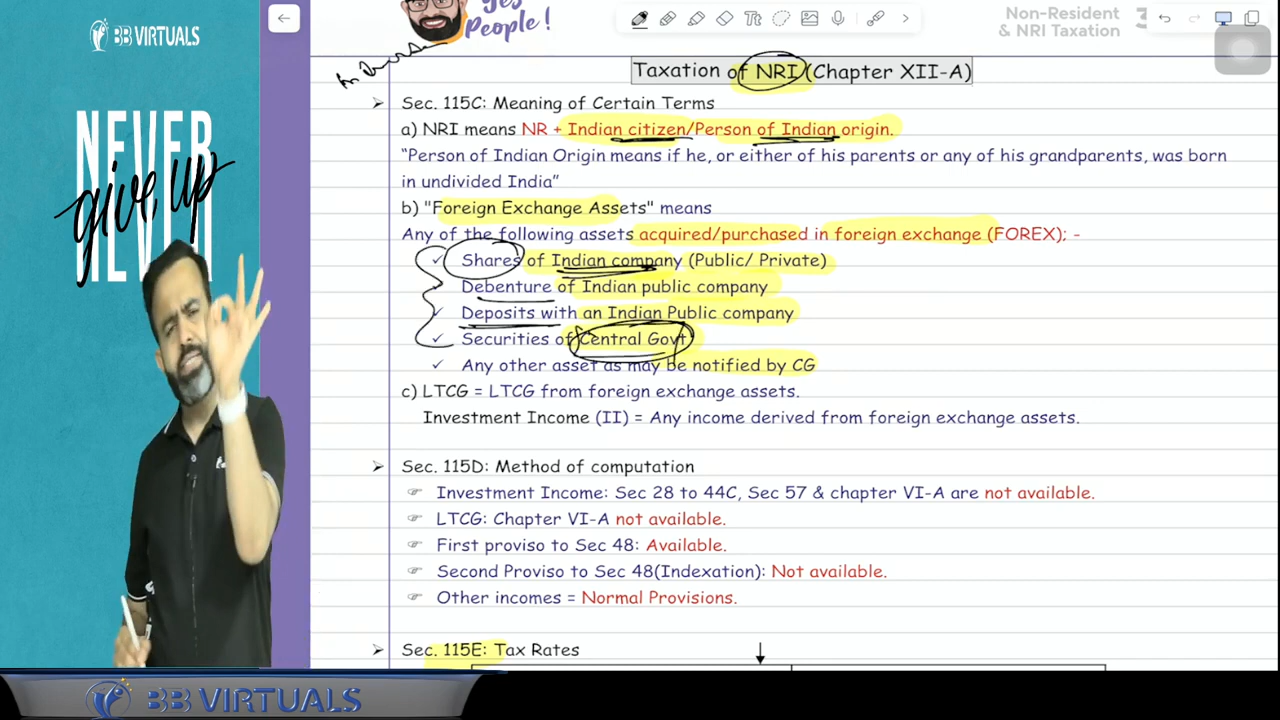 BB VIRTUALS
NEVER
give up
NEVER
Yes
People !
Non-Resident
& NRI Taxation
Tt
Taxation of NRI (Chapter XII-A)
Sec. 115C: Meaning of Certain Terms
a) NRI means NR + Indian citizen/Person of Indian origin.
“Person of Indian Origin means if he, or either of his parents or any of his grandparents, was born
in undivided India”
b) "Foreign Exchange Assets" means
Any of the following assets acquired/purchased in foreign exchange (FOREX); -
✓ Shares of Indian company (Public/ Private)
✓ Debenture of Indian public company
✓ Deposits with an Indian Public company
✓ Securities of Central Govt
✓ Any other asset as may be notified by CG
c) LTCG = LTCG from foreign exchange assets.
Investment Income (II) = Any income derived from foreign exchange assets.
Sec. 115D: Method of computation
Investment Income: Sec 28 to 44C, Sec 57 & chapter VI-A are not available.
LTCG: Chapter VI-A not available.
First proviso to Sec 48: Available.
Second Proviso to Sec 48(Indexation): Not available.
Other incomes = Normal Provisions.
Sec. 115E: Tax Rates
BB VIRTUALS